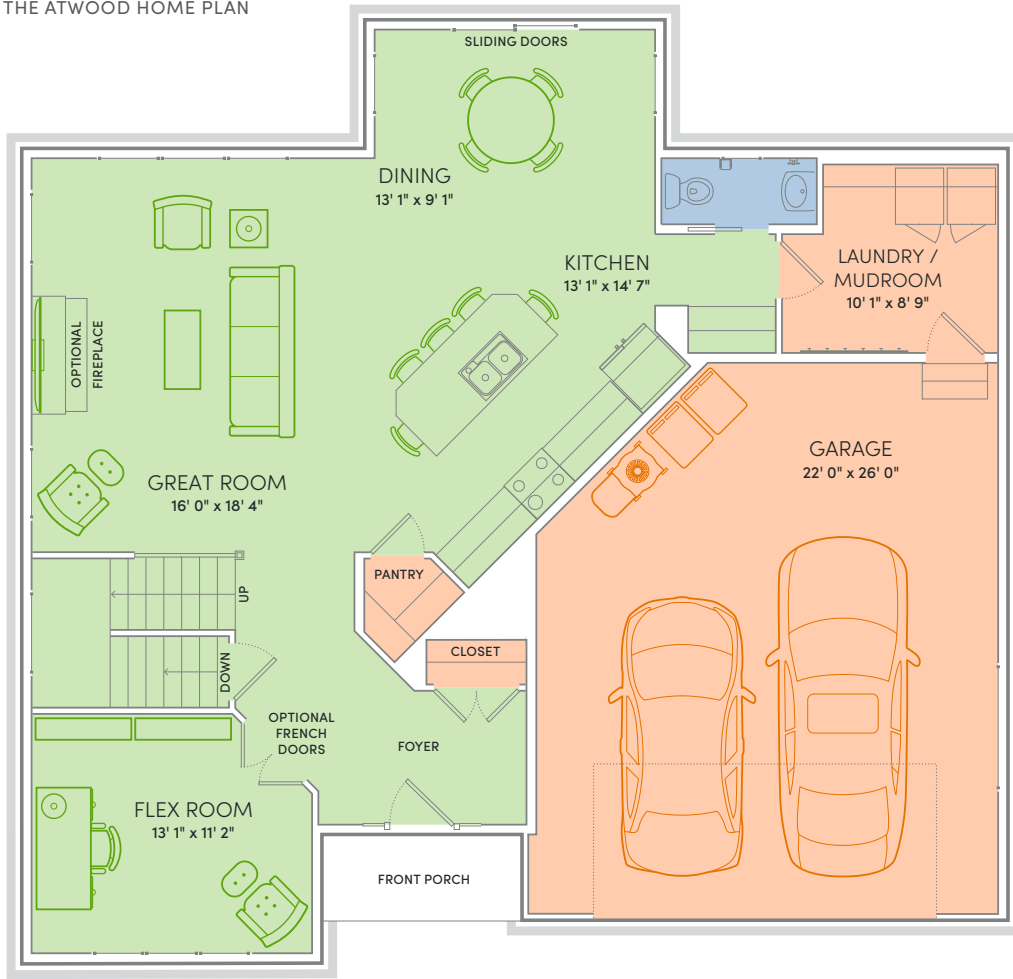 THE ATWOOD HOME PLAN
SLIDING DOORS
DINING
13' 1" x 9' 1"
KITCHEN
13' 1" x 14' 7"
LAUNDRY /
MUDROOM
10' 1" x 8' 9"
OPTIONAL
FIREPLACE
GREAT ROOM
16' 0" x 18' 4"
GARAGE
22' 0" x 26' 0"
PANTRY
UP
CLOSET
DOWN
OPTIONAL
FRENCH
DOORS
FOYER
FLEX ROOM
13' 1" x 11' 2"
FRONT PORCH